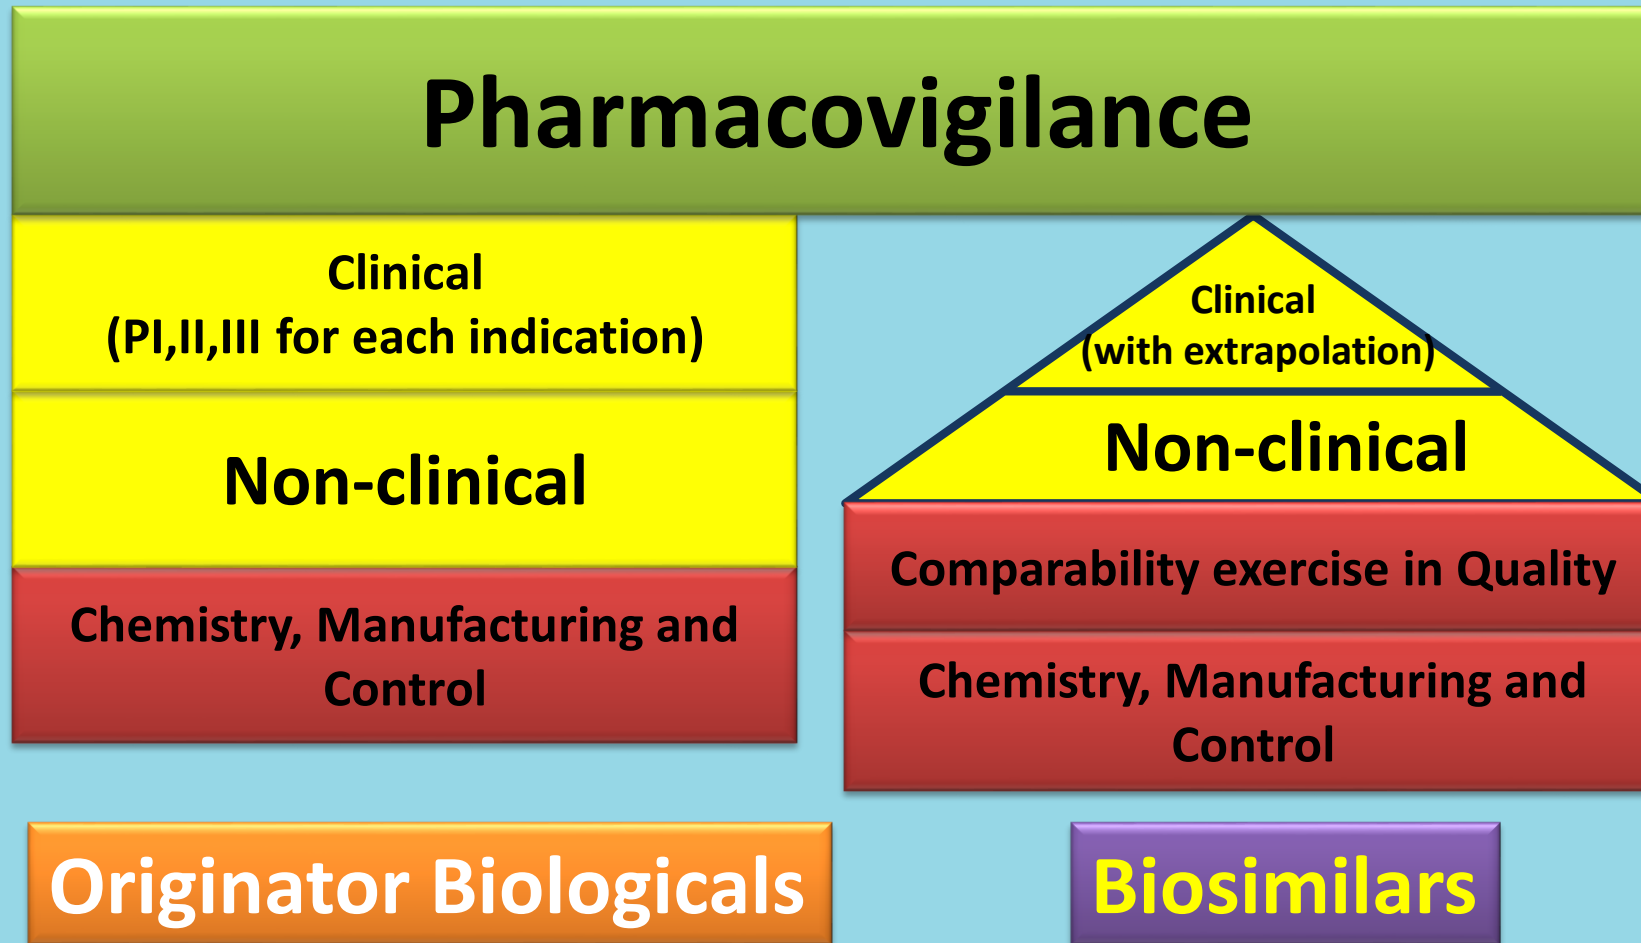 Pharmacovigilance
Clinical
(PI,II,III for each indication)
Non-clinical
Chemistry, Manufacturing and
Control
Clinical
(with extrapolation)
Non-clinical
Comparability exercise in Quality
Chemistry, Manufacturing and
Control
Originator Biologicals
Biosimilars